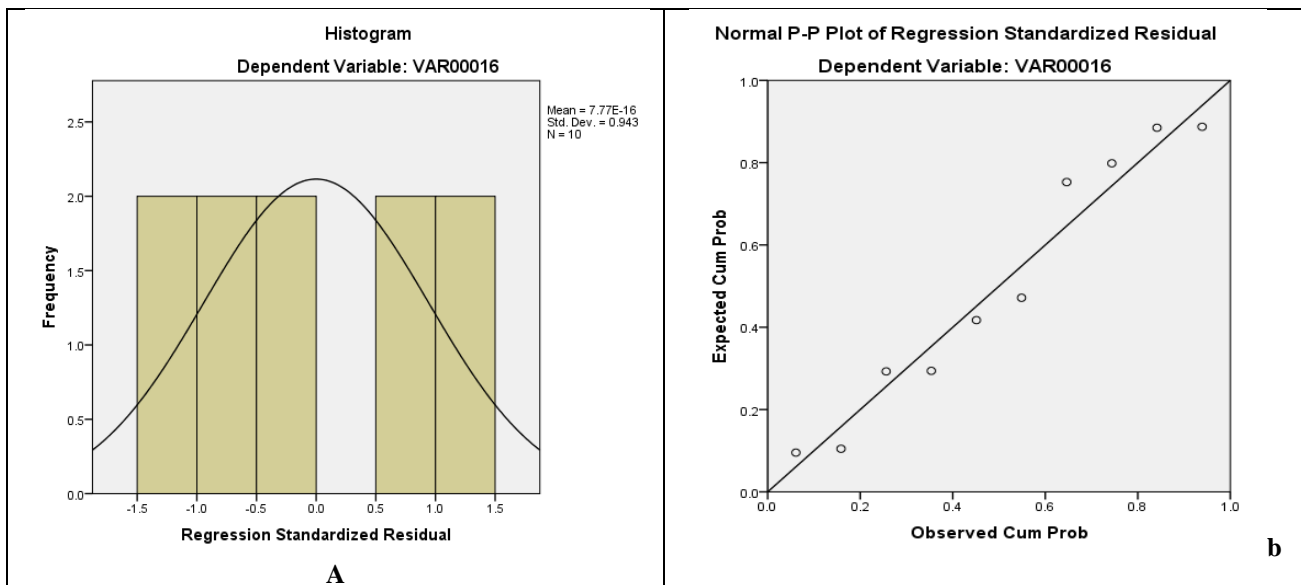 Histogram
Dependent Variable: VAR00016
Mean = 7.77E-16
Std. Dev. = 0.943
N = 10
2.5
2.0
1.5
1.0
0.5
0.0
Frequency
-1.5
-1.0
-0.5
0.0
0.5
1.0
1.5
Regression Standardized Residual
A
Normal P-P Plot of Regression Standardized Residual
Dependent Variable: VAR00016
1.0
0.8
0.6
0.4
0.2
0.0
Expected Cum Prob
0.0
0.2
0.4
0.6
0.8
1.0
Observed Cum Prob
b